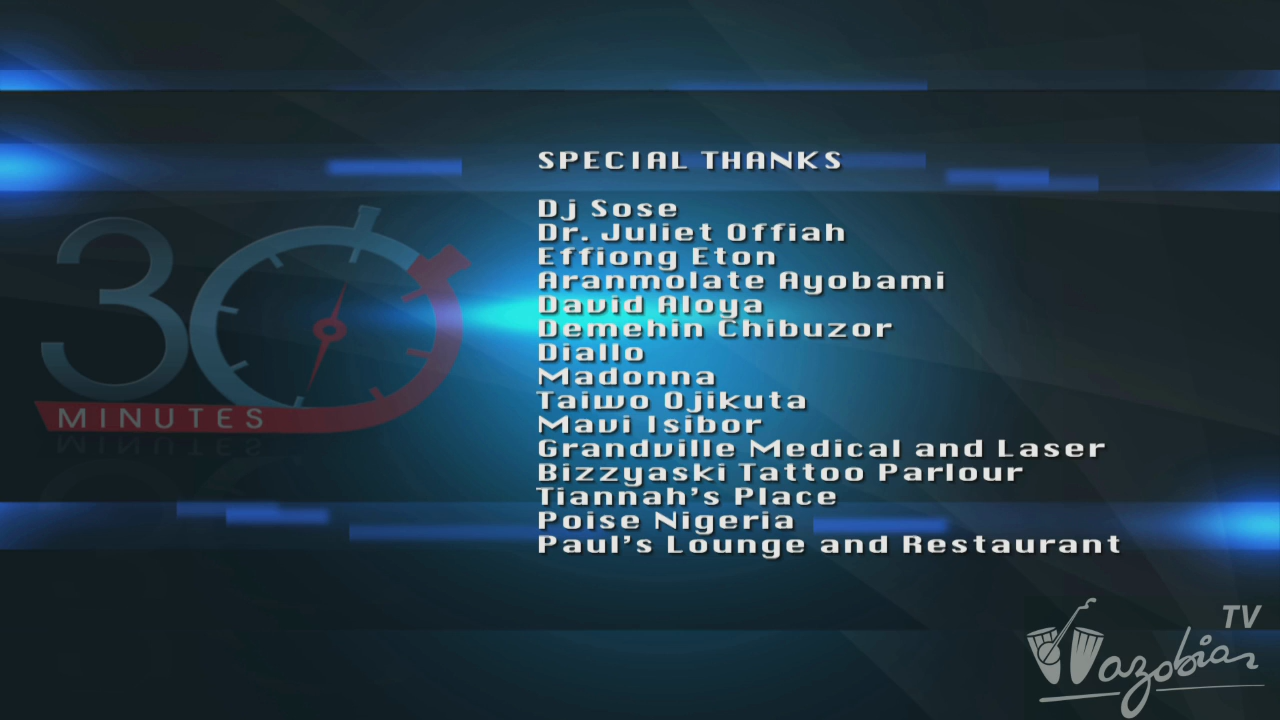 SPECIAL THANKS
Dj Sose
Dr. Juliet Offiah
Effiong Eton
Aranmolate Ayobami
David Aloya
Demehin Chibuzor
Diallo
Madonna
Taiwo Ojikuta
Mavi Isibor
Grandville Medical and Laser
Bizzyaski Tattoo Parlour
Tiannah's Place
Poise Nigeria
Paul's Lounge and Restaurant
30
MINUTES
TV
Wazobia